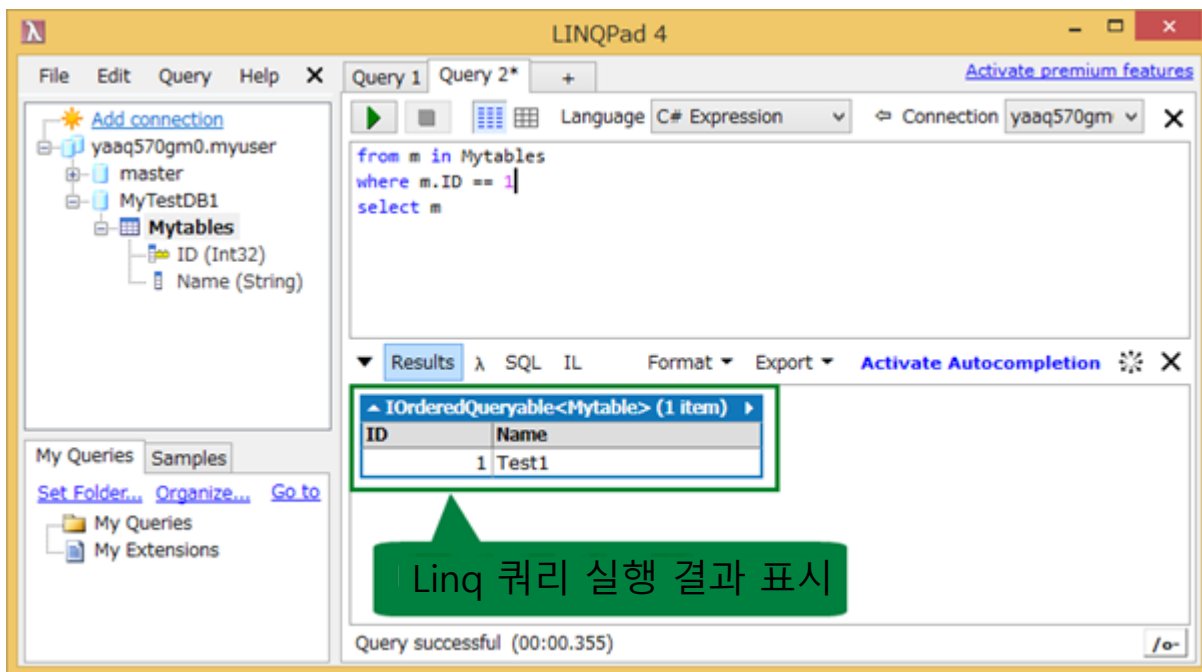 LINQPad 4
File Edit Query Help
Query 1 Query 2* +
Activate premium features
Add connection
yaaq570gm0.myuser
master
MyTestDB1
Mytables
ID (Int32)
Name (String)
Language C# Expression
Connection yaaq570gm
from m in Mytables
where m.ID == 1
select m
Results λ SQL IL Format Export Activate Autocompletion
IOrderedQueryable<Mytable> (1 item)
ID Name
1 Test1
Linq 쿼리 실행 결과 표시
My Queries Samples
Set Folder... Organize... Go to
My Queries
My Extensions
Query successful (00:00.355)
/o-